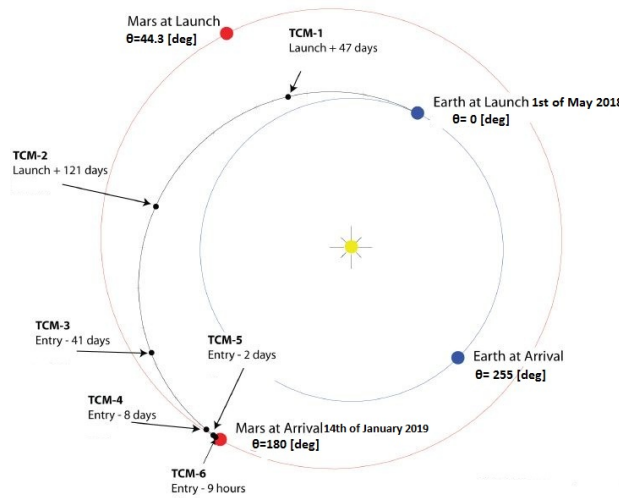 Mars at Launch
θ=44.3 [deg]
TCM-1
Launch + 47 days
Earth at Launch 1st of May 2018
θ= 0 [deg]
TCM-2
Launch + 121 days
TCM-3
Entry - 41 days
TCM-5
Entry - 2 days
Earth at Arrival
θ= 255 [deg]
TCM-4
Entry - 8 days
Mars at Arrival 14th of January 2019
θ=180 [deg]
TCM-6
Entry - 9 hours